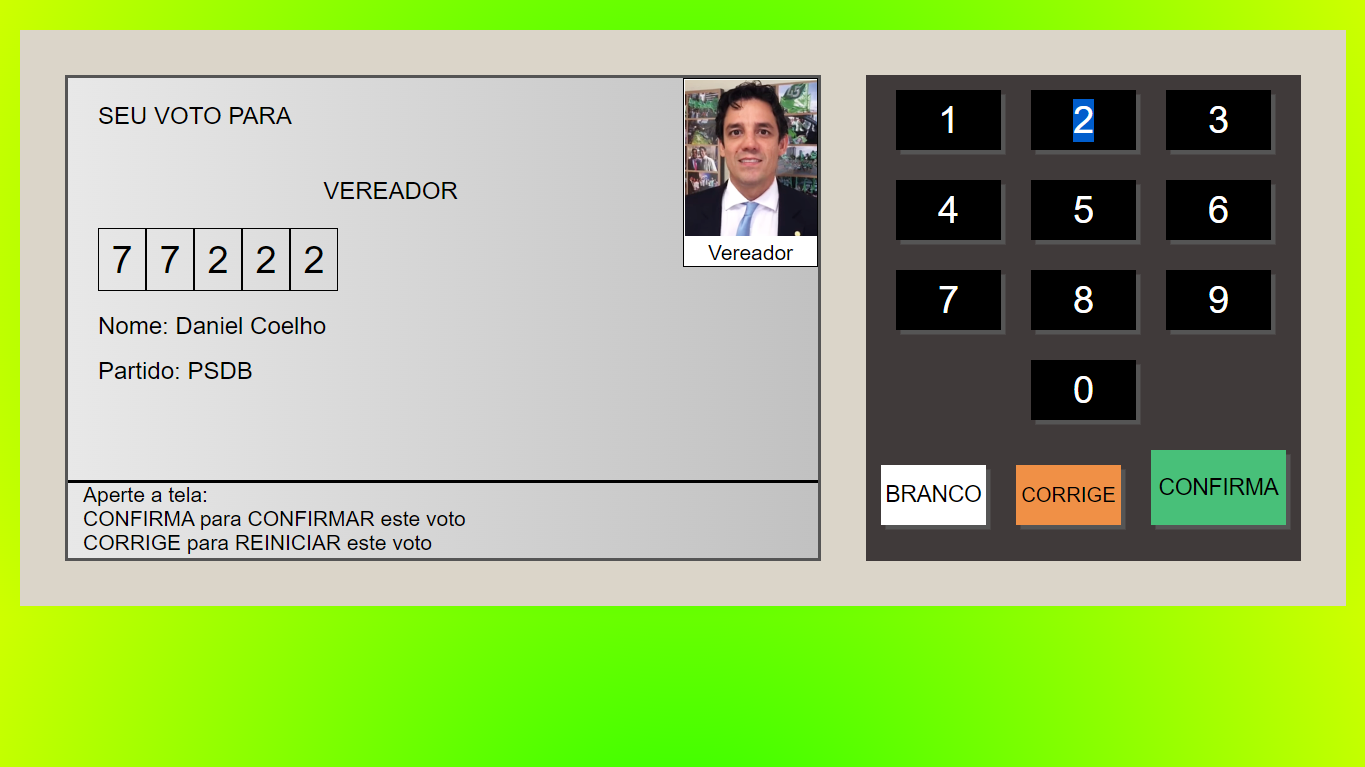 SEU VOTO PARA
VEREADOR
7 7 2 2 2
Nome: Daniel Coelho
Partido: PSDB
Vereador
Aperte a tela:
CONFIRMA para CONFIRMAR este voto
CORRIGE para REINICIAR este voto
1 2 3
4 5 6
7 8 9
0
BRANCO CORRIGE CONFIRMA